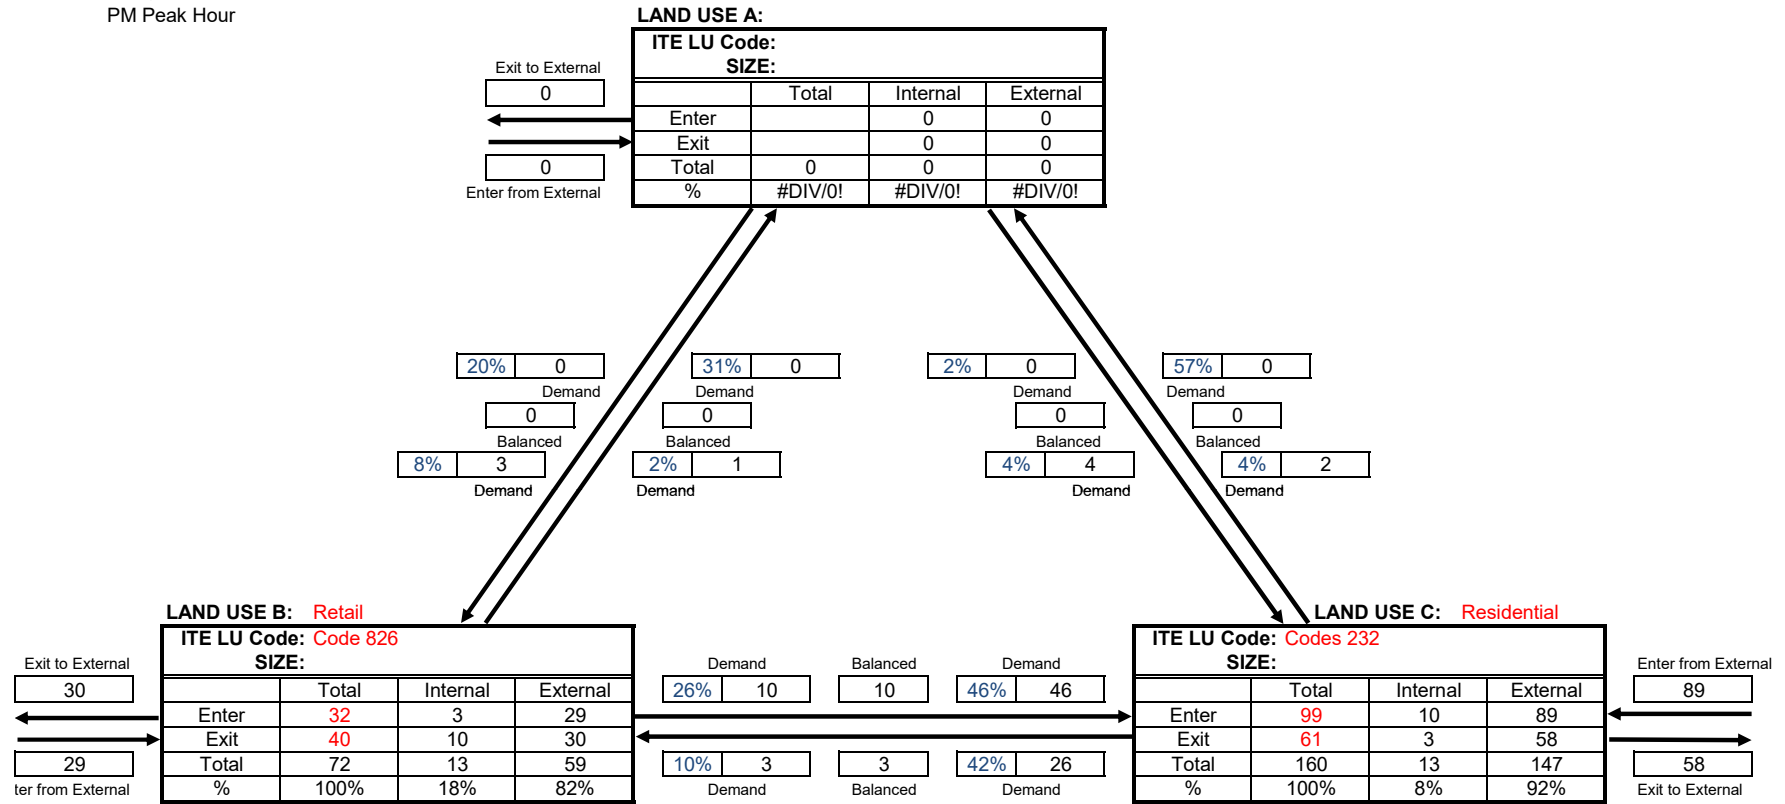 PM Peak Hour
LAND USE A:
ITE LU Code:
SIZE:
Exit to External
0
Total Internal External
Enter 0 0
Exit 0 0
Total 0 0 0
% #DIV/0! #DIV/0! #DIV/0!
0
Enter from External
20% 0
Demand
0
Balanced
8% 3
Demand
31% 0
Demand
0
Balanced
2% 1
Demand
2% 0
Demand
0
Balanced
4% 4
Demand
57% 0
Demand
0
Balanced
4% 2
Demand
LAND USE B: Retail
ITE LU Code: Code 826
SIZE:
Exit to External
30
Total Internal External
Enter 32 3 29
Exit 40 10 30
Total 72 13 59
% 100% 18% 82%
29
ter from External
Demand Balanced Demand
26% 10 10 46% 46
10% 3 3 42% 26
Demand Balanced Demand
LAND USE C: Residential
ITE LU Code: Codes 232
SIZE:
Total Internal External
Enter 99 10 89
Exit 61 3 58
Total 160 13 147
% 100% 8% 92%
Enter from External
89
58
Exit to External